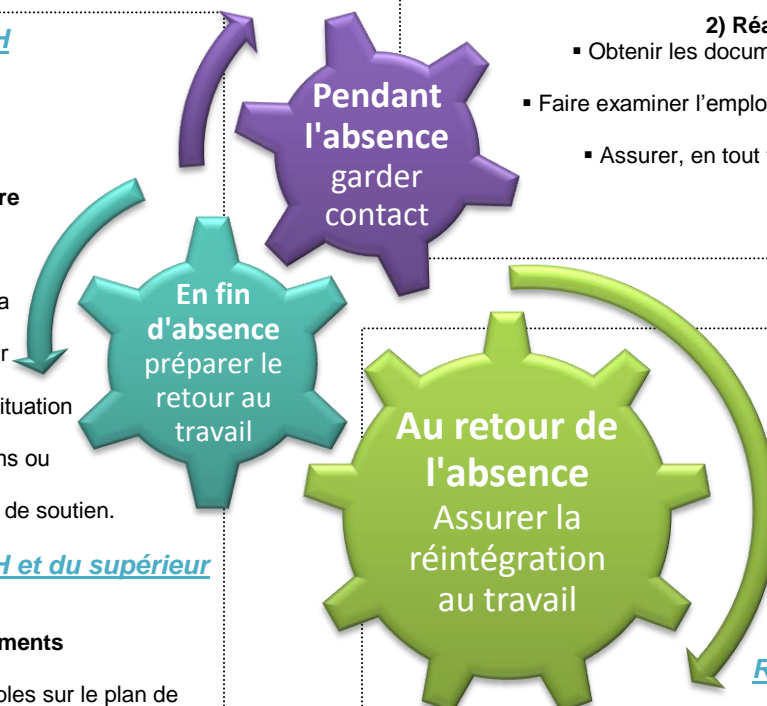 H
2) Réa
▪ Obtenir les docum
▪ Faire examiner l'emplo
▪ Assurer, en tout
Pendant
l'absence
garder
contact
re
a
r
ituation
ns ou
de soutien.
En fin
d'absence
préparer le
retour au
travail
H et du supérieur
ments
oles sur le plan de
Au retour de
l'absence
Assurer la
réintégration
au travail
R